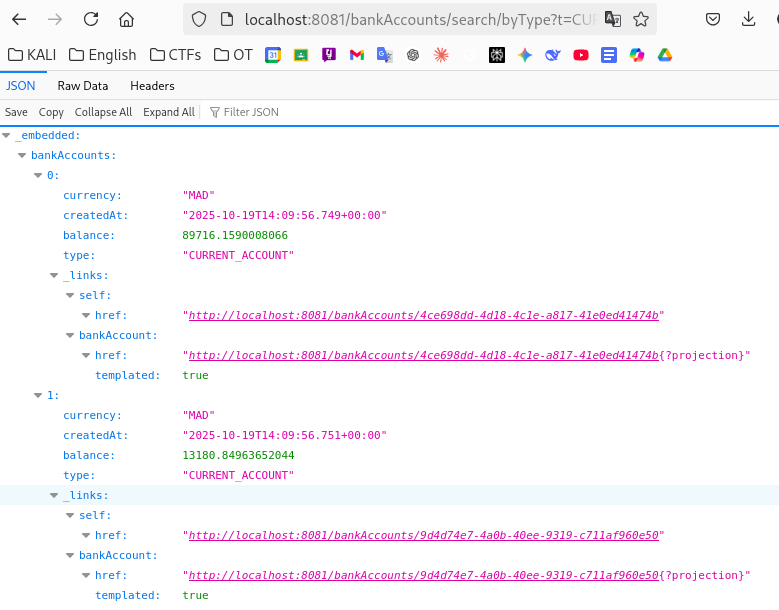 localhost:8081/bankAccounts/search/byType?t=CUR
KALI English CTFs OT
JSON Raw Data Headers
Save Copy Collapse All Expand All Filter JSON
_embedded:
bankAccounts:
0:
currency: "MAD"
createdAt: "2025-10-19T14:09:56.749+00:00"
balance: 89716.1590008066
type: "CURRENT_ACCOUNT"
_links:
self:
href: "http://localhost:8081/bankAccounts/4ce698dd-4d18-4c1e-a817-41e0ed41474b"
bankAccount:
href: "http://localhost:8081/bankAccounts/4ce698dd-4d18-4c1e-a817-41e0ed41474b{?projection}"
templated: true
1:
currency: "MAD"
createdAt: "2025-10-19T14:09:56.751+00:00"
balance: 13180.84963652044
type: "CURRENT_ACCOUNT"
_links:
self:
href: "http://localhost:8081/bankAccounts/9d4d74e7-4a0b-40ee-9319-c711af960e50"
bankAccount:
href: "http://localhost:8081/bankAccounts/9d4d74e7-4a0b-40ee-9319-c711af960e50{?projection}"
templated: true